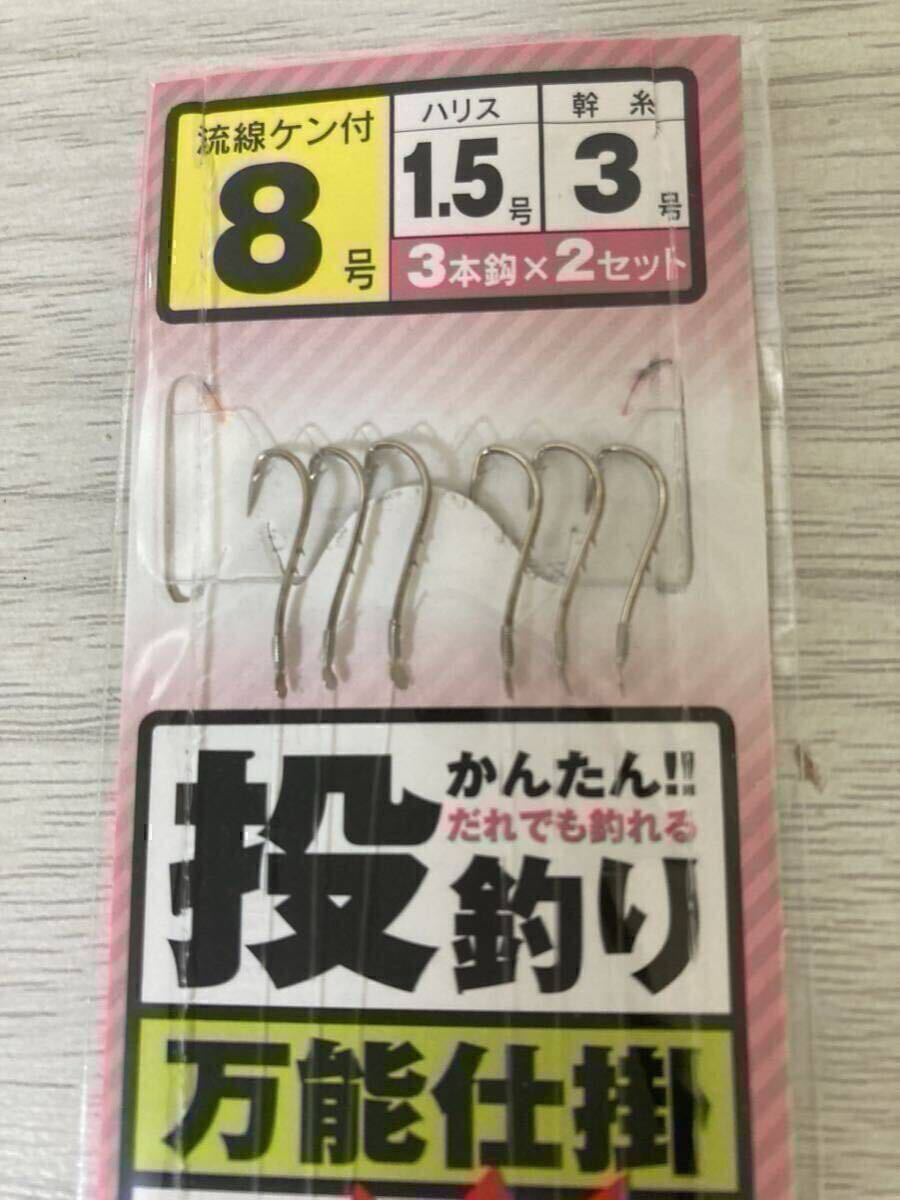 流線ケン付
8号
ハリス
1.5号
幹糸
3号
3本鈎×2セット
かんたん!!
だれでも釣れる
投釣り
万能仕掛